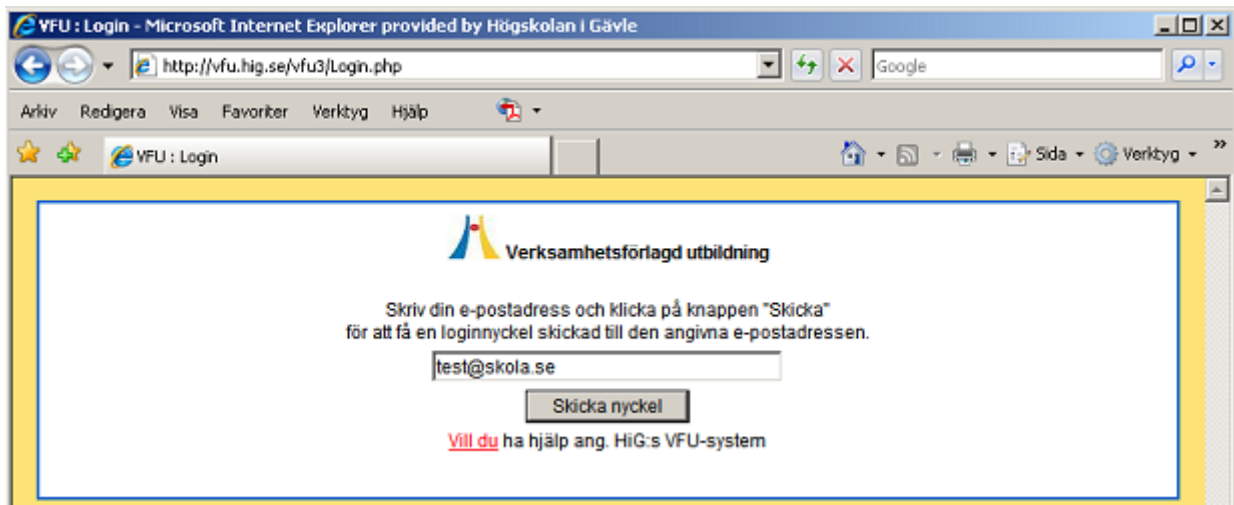 VFU : Login - Microsoft Internet Explorer provided by Högskolan i Gävle
http://vfu.hig.se/vfu3/Login.php
Google
Arkiv Redigera Visa Favoriter Verktyg Hjälp
VFU : Login
Sida
Verktyg
Verksamhetsförlagd utbildning
Skriv din e-postadress och klicka på knappen "Skicka"
för att få en loginnyckel skickad till den angivna e-postadressen.
test@skola.se
Skicka nyckel
Vill du ha hjälp ang. HiG:s VFU-system